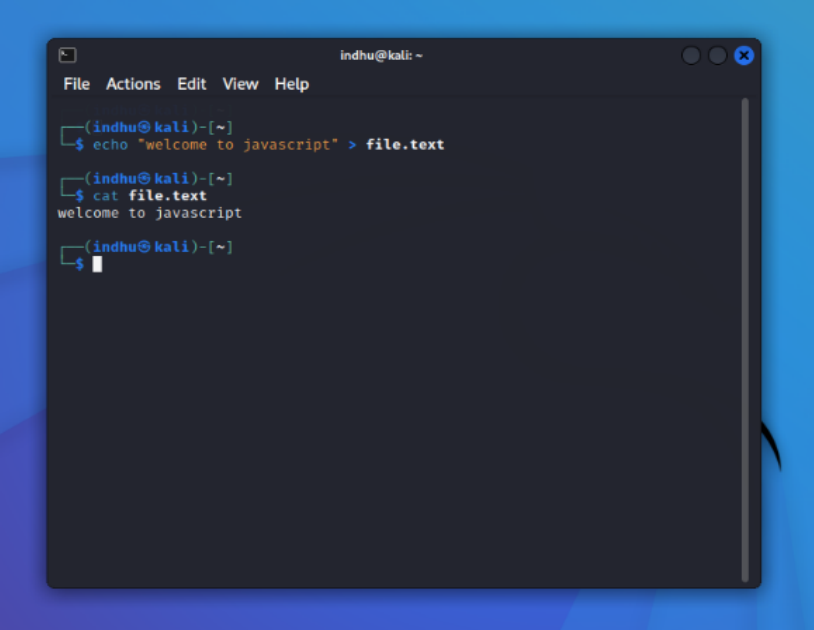 indhu@kali: ~
File Actions Edit View Help
┌──(indhu㉿kali)-[~]
└─$ echo "welcome to javascript" > file.text
┌──(indhu㉿kali)-[~]
└─$ cat file.text
welcome to javascript
┌──(indhu㉿kali)-[~]
└─$